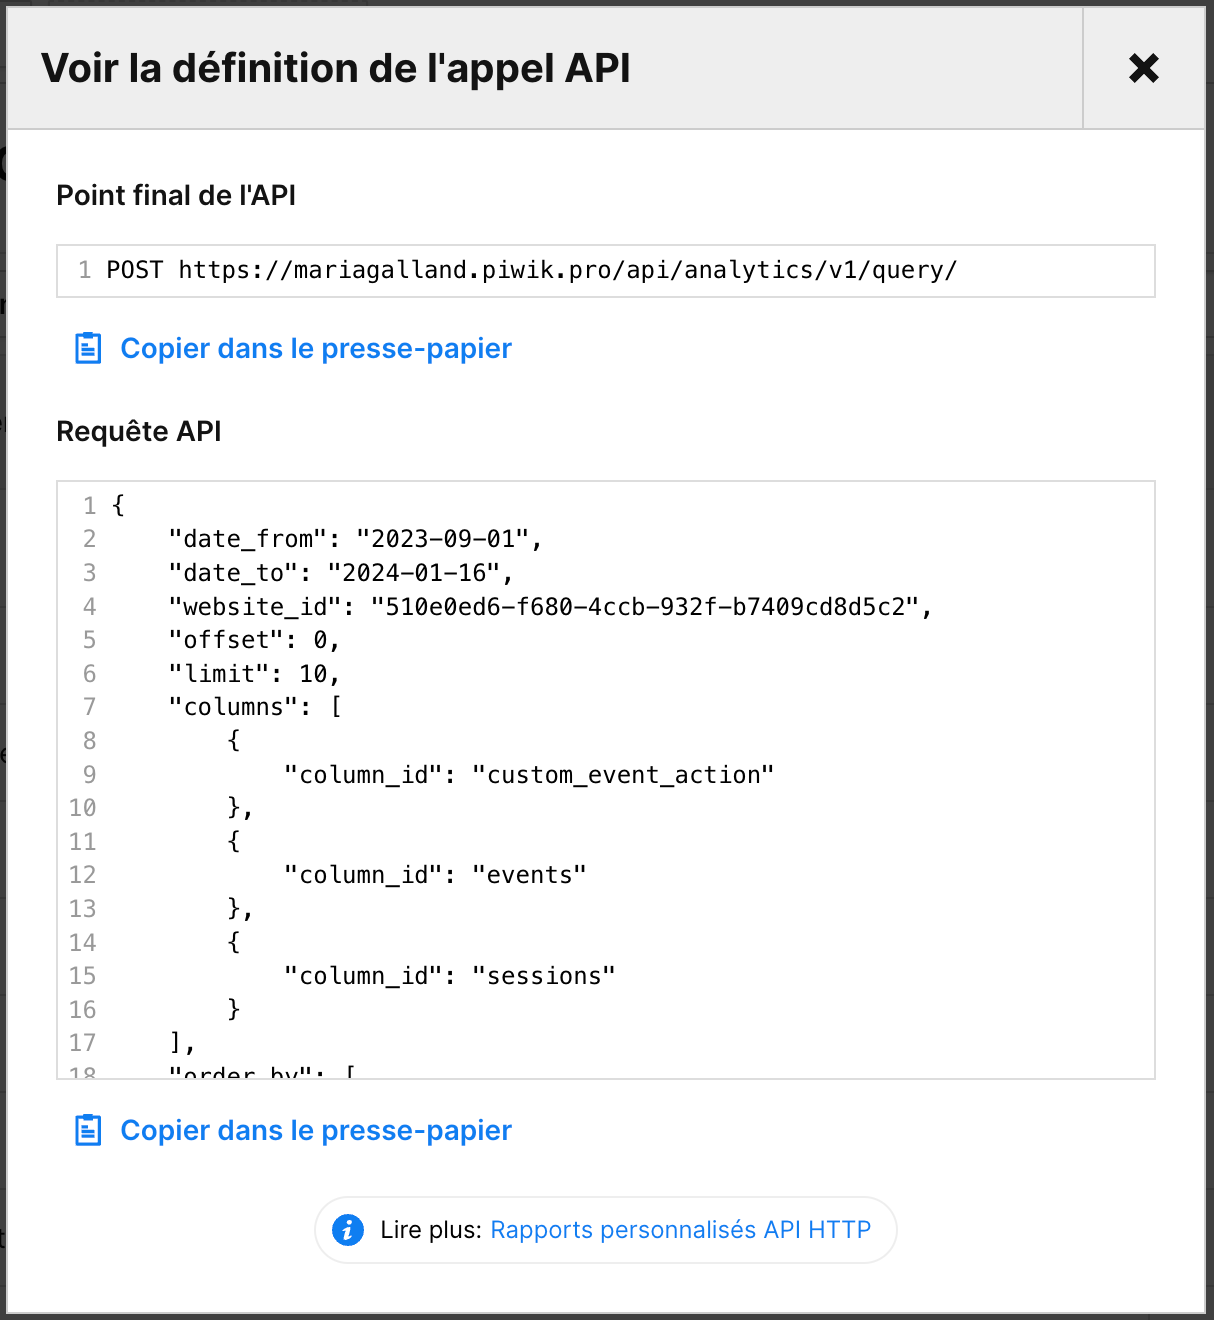 Voir la définition de l'appel API
Point final de l'API
1 POST https://mariagalland.piwik.pro/api/analytics/v1/query/
Copier dans le presse-papier
Requête API
1 {
2     "date_from": "2023-09-01",
3     "date_to": "2024-01-16",
4     "website_id": "510e0ed6-f680-4ccb-932f-b7409cd8d5c2",
5     "offset": 0,
6     "limit": 10,
7     "columns": [
8         {
9             "column_id": "custom_event_action"
10         },
11         {
12             "column_id": "events"
13         },
14         {
15             "column_id": "sessions"
16         }
17     ],
18     "order_by": [
Copier dans le presse-papier
Lire plus: Rapports personnalisés API HTTP